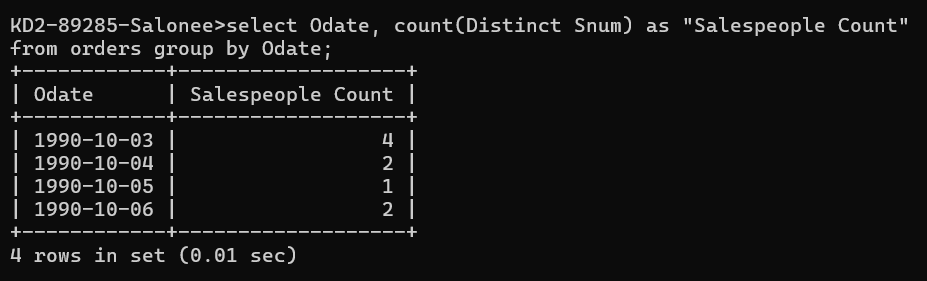 KD2-89285-Salonee>select Odate, count(Distinct Snum) as "Salespeople Count"
from orders group by Odate;
+------------+-------------------+
| Odate      | Salespeople Count |
+------------+-------------------+
| 1990-10-03 |                 4 |
| 1990-10-04 |                 2 |
| 1990-10-05 |                 1 |
| 1990-10-06 |                 2 |
+------------+-------------------+
4 rows in set (0.01 sec)